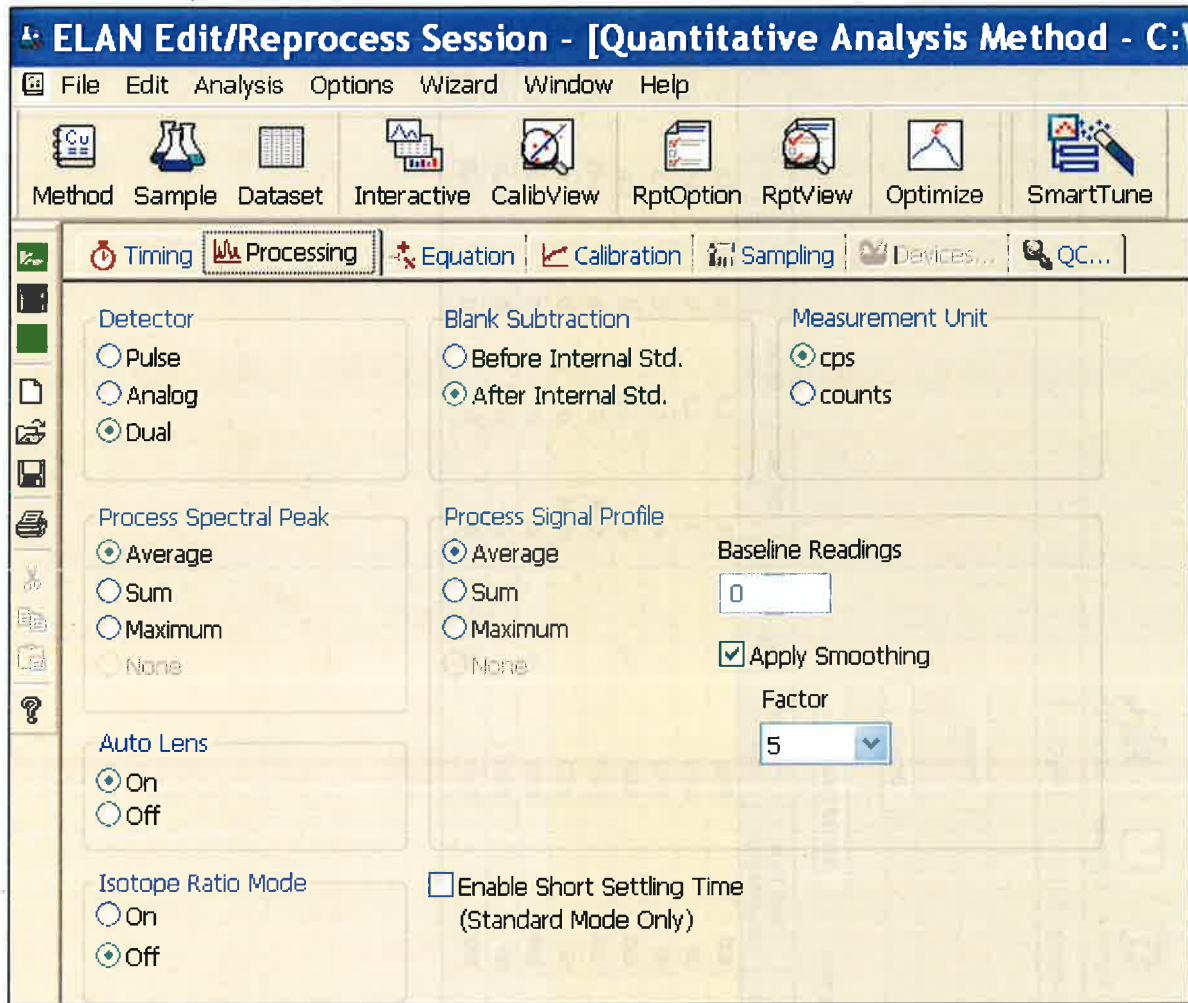 ELAN Edit/Reprocess Session - [Quantitative Analysis Method - C:\
File Edit Analysis Options Wizard Window Help
Method Sample Dataset Interactive CalibView RptOption RptView Optimize SmartTune
Timing Processing Equation Calibration Sampling Devices... QC...
Detector
Pulse
Analog
Dual
Blank Subtraction
Before Internal Std.
After Internal Std.
Measurement Unit
cps
counts
Process Spectral Peak
Average
Sum
Maximum
None
Process Signal Profile
Average
Sum
Maximum
None
Baseline Readings
0
Apply Smoothing
Factor
5
Auto Lens
On
Off
Isotope Ratio Mode
On
Off
Enable Short Settling Time
(Standard Mode Only)